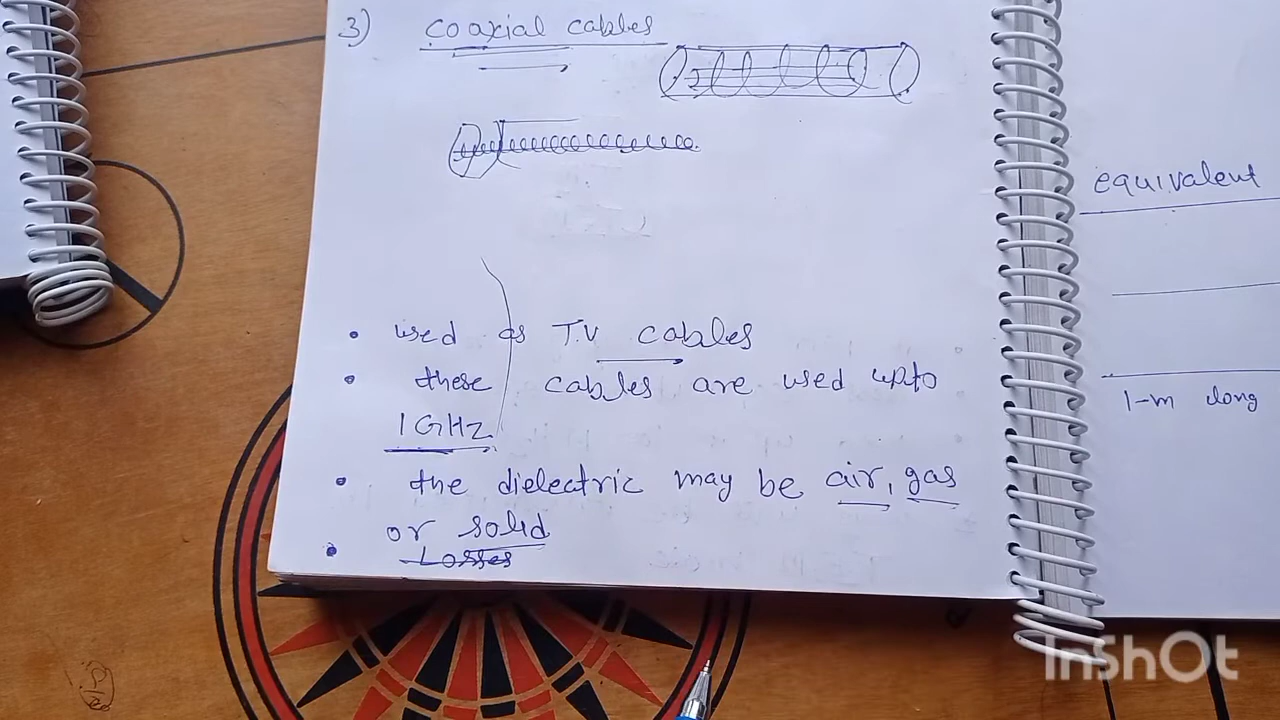 3) coaxial cables
• used as T.V cables
• these cables are used upto
1GHz
• the dielectric may be air, gas
or solid
• Losses
equivalent
1-m long
InShOt